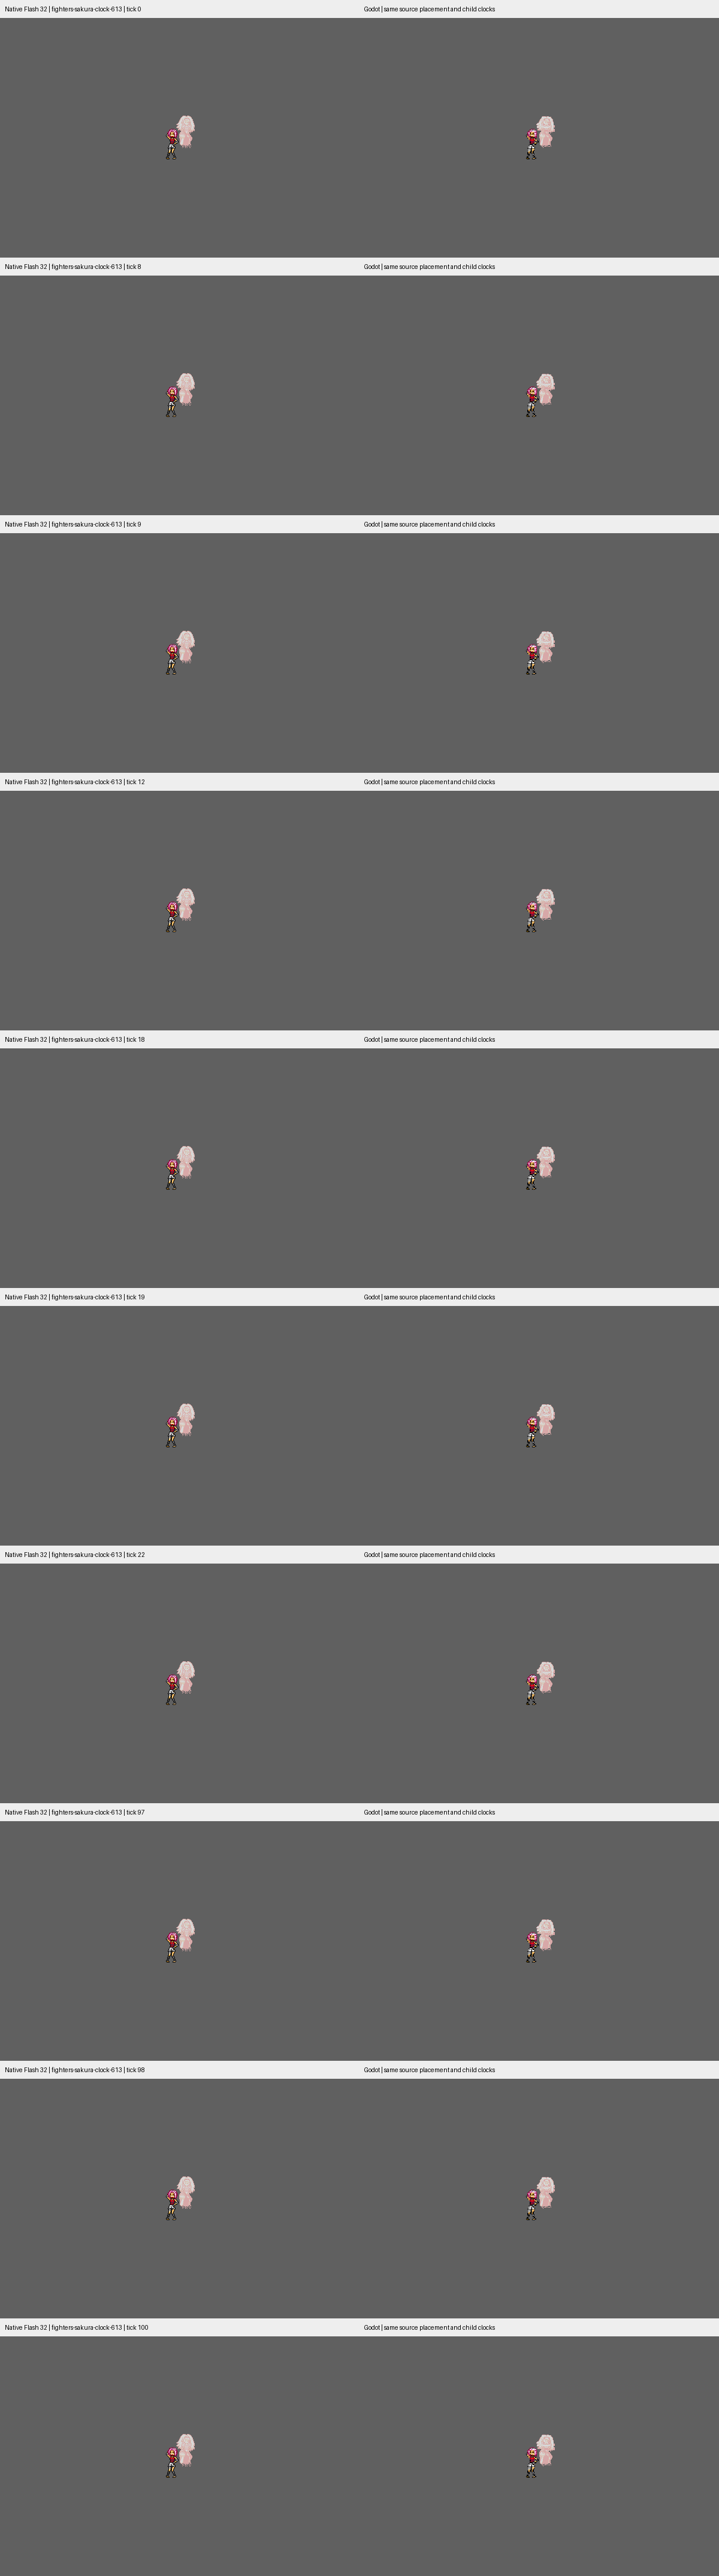 Native Flash 32 | fighters-sakura-clock-613 | tick 0
Godot | same source placement and child clocks
Native Flash 32 | fighters-sakura-clock-613 | tick 8
Godot | same source placement and child clocks
Native Flash 32 | fighters-sakura-clock-613 | tick 9
Godot | same source placement and child clocks
Native Flash 32 | fighters-sakura-clock-613 | tick 12
Godot | same source placement and child clocks
Native Flash 32 | fighters-sakura-clock-613 | tick 18
Godot | same source placement and child clocks
Native Flash 32 | fighters-sakura-clock-613 | tick 19
Godot | same source placement and child clocks
Native Flash 32 | fighters-sakura-clock-613 | tick 22
Godot | same source placement and child clocks
Native Flash 32 | fighters-sakura-clock-613 | tick 97
Godot | same source placement and child clocks
Native Flash 32 | fighters-sakura-clock-613 | tick 98
Godot | same source placement and child clocks
Native Flash 32 | fighters-sakura-clock-613 | tick 100
Godot | same source placement and child clocks